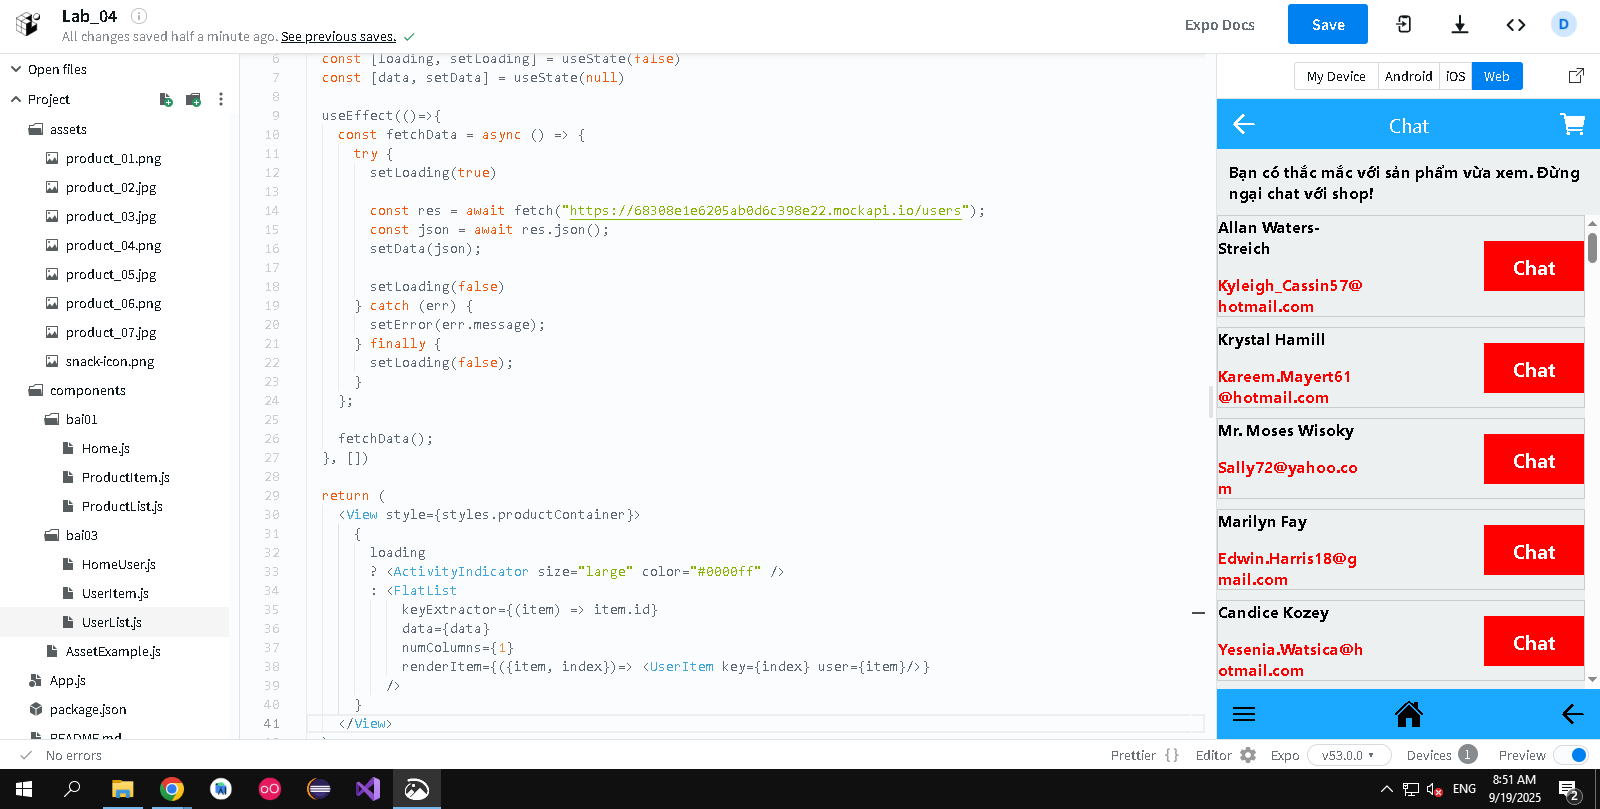 Lab_04
All changes saved half a minute ago. See previous saves.
Expo Docs
Save
D
Open files
Project
assets
product_01.png
product_02.jpg
product_03.jpg
product_04.png
product_05.jpg
product_06.png
product_07.jpg
snack-icon.png
components
bai01
Home.js
ProductItem.js
ProductList.js
bai03
HomeUser.js
UserItem.js
UserList.js
AssetExample.js
App.js
package.json
README.md
6 const [loading, setLoading] = useState(false)
7 const [data, setData] = useState(null)
8
9 useEffect(()=>{
10 const fetchData = async () => {
11 try {
12 setLoading(true)
13
14 const res = await fetch("https://68308e1e6205ab0d6c398e22.mockapi.io/users");
15 const json = await res.json();
16 setData(json);
17
18 setLoading(false)
19 } catch (err) {
20 setError(err.message);
21 } finally {
22 setLoading(false);
23 }
24 };
25
26 fetchData();
27 }, [])
28
29 return (
30 <View style={styles.productContainer}>
31 {
32 loading
33 ? <ActivityIndicator size="large" color="#0000ff" />
34 : <FlatList
35 keyExtractor={(item) => item.id}
36 data={data}
37 numColumns={1}
38 renderItem={({item, index})=> <UserItem key={index} user={item}/>}
39 />
40 }
41 </View>
My Device
Android
iOS
Web
Chat
Bạn có thắc mắc với sản phẩm vừa xem. Đừng
ngại chat với shop!
Allan Waters-
Streich
Kyleigh_Cassin57@
hotmail.com
Chat
Krystal Hamill
Kareem.Mayert61
@hotmail.com
Chat
Mr. Moses Wisoky
Sally72@yahoo.co
m
Chat
Marilyn Fay
Edwin.Harris18@g
mail.com
Chat
Candice Kozey
Yesenia.Watsica@h
otmail.com
Chat
No errors
Prettier { }
Editor
Expo
v53.0.0
Devices 1
Preview
ENG
8:51 AM
9/19/2025
2